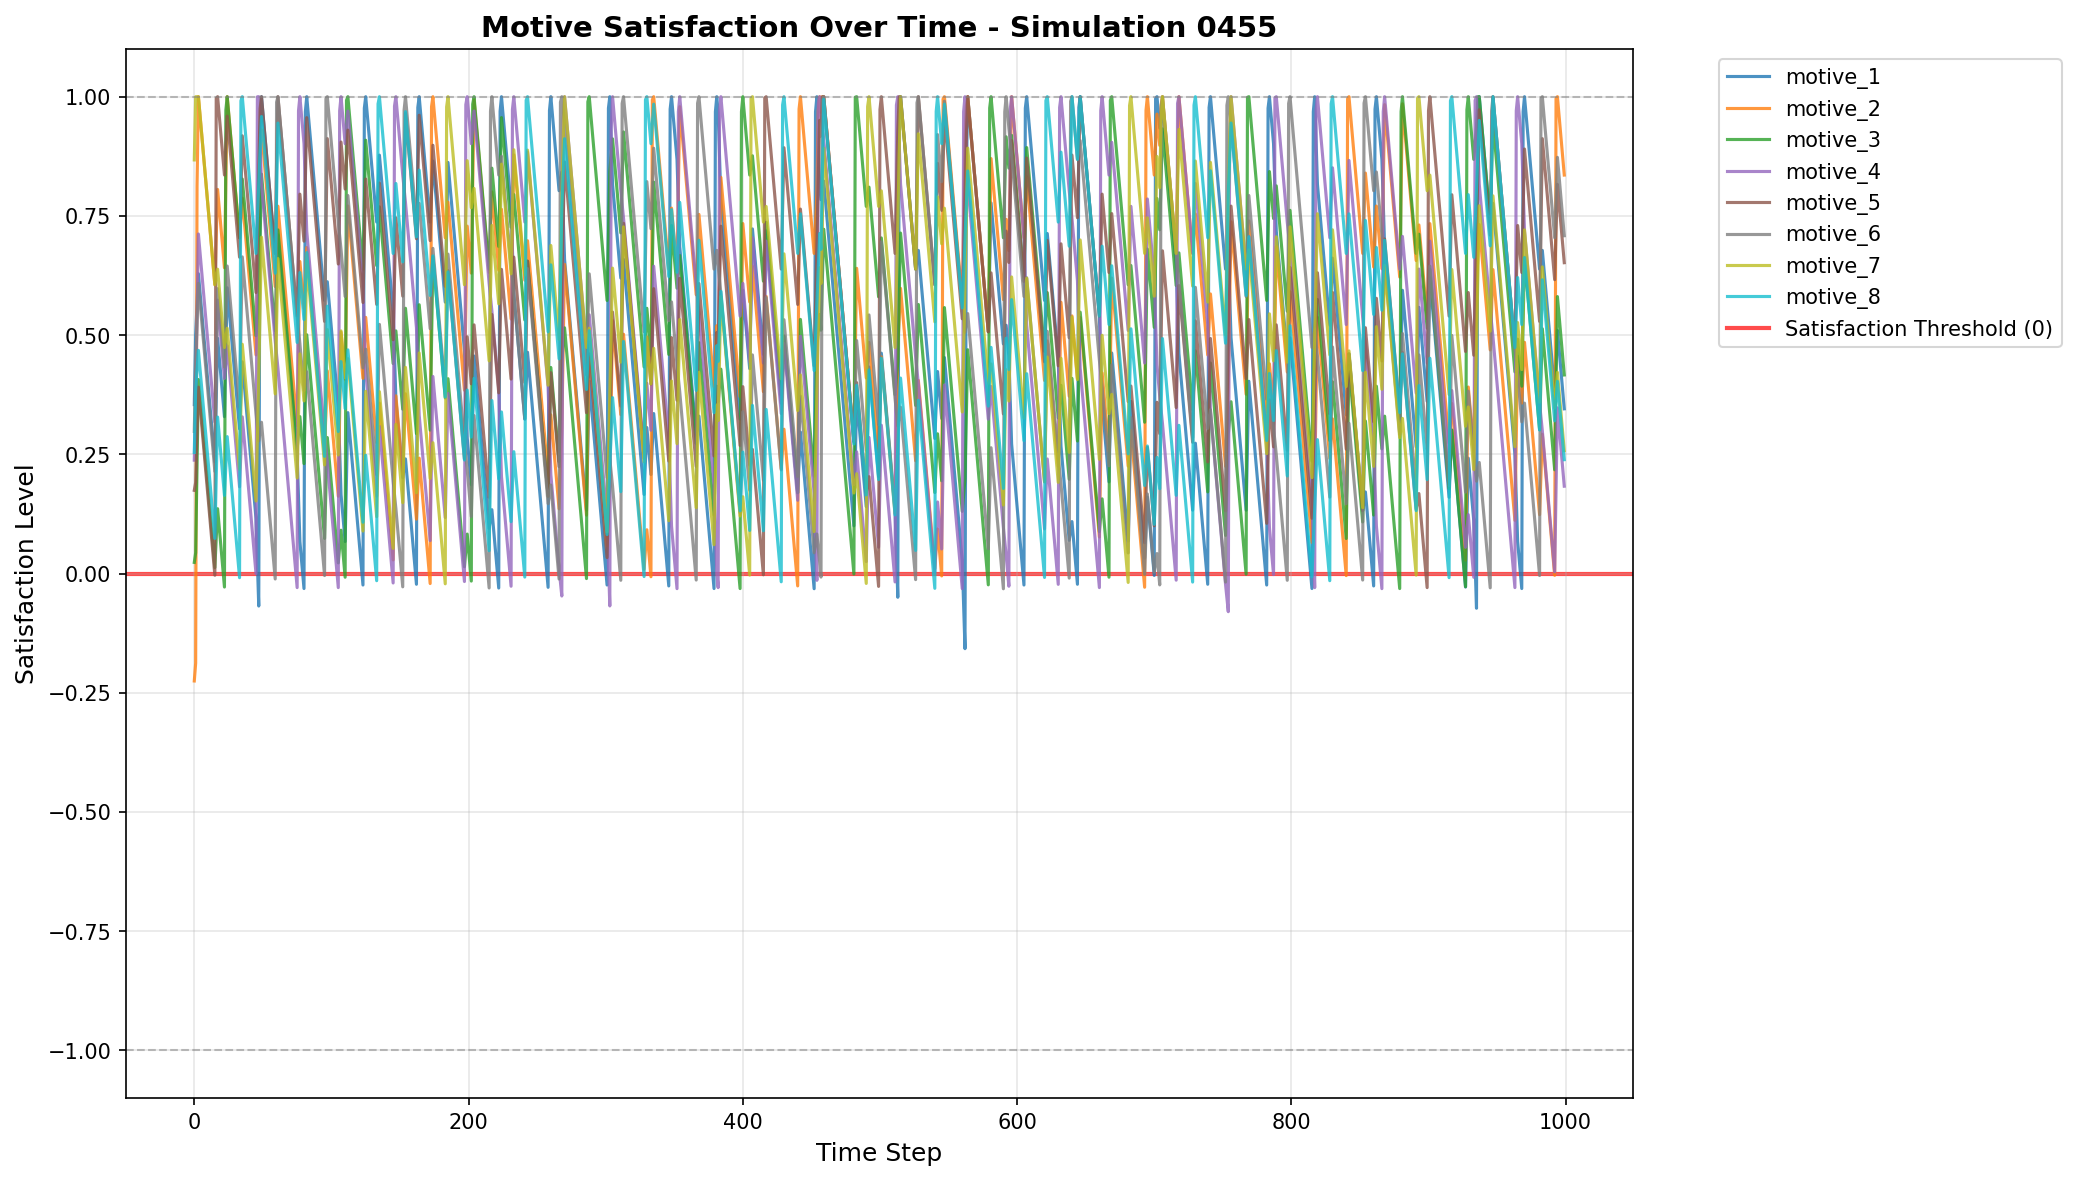 Motive Satisfaction Over Time - Simulation 0455
Satisfaction Level
1.00
0.75
0.50
0.25
0.00
−0.25
−0.50
−0.75
−1.00
0
200
400
600
800
1000
Time Step
motive_1
motive_2
motive_3
motive_4
motive_5
motive_6
motive_7
motive_8
Satisfaction Threshold (0)